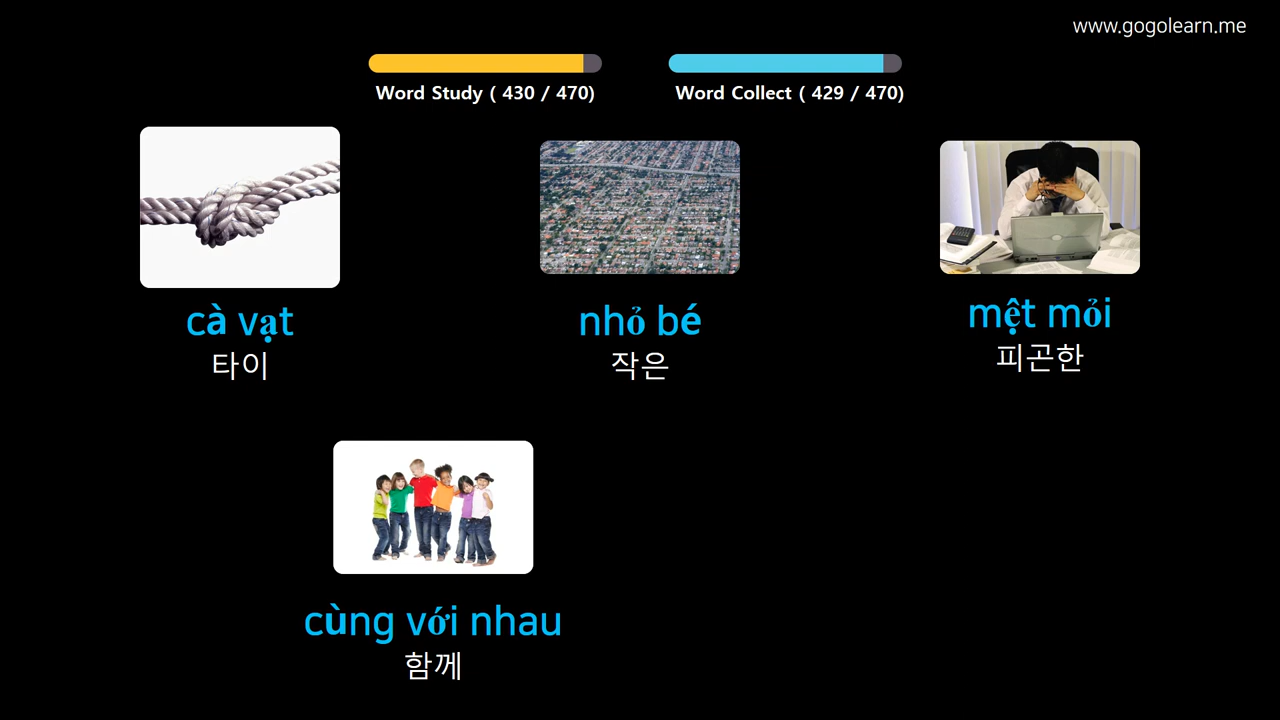 www.gogolearn.me
Word Study ( 430 / 470)
Word Collect ( 429 / 470)
cà vạt
타이
nhỏ bé
작은
mệt mỏi
피곤한
cùng với nhau
함께